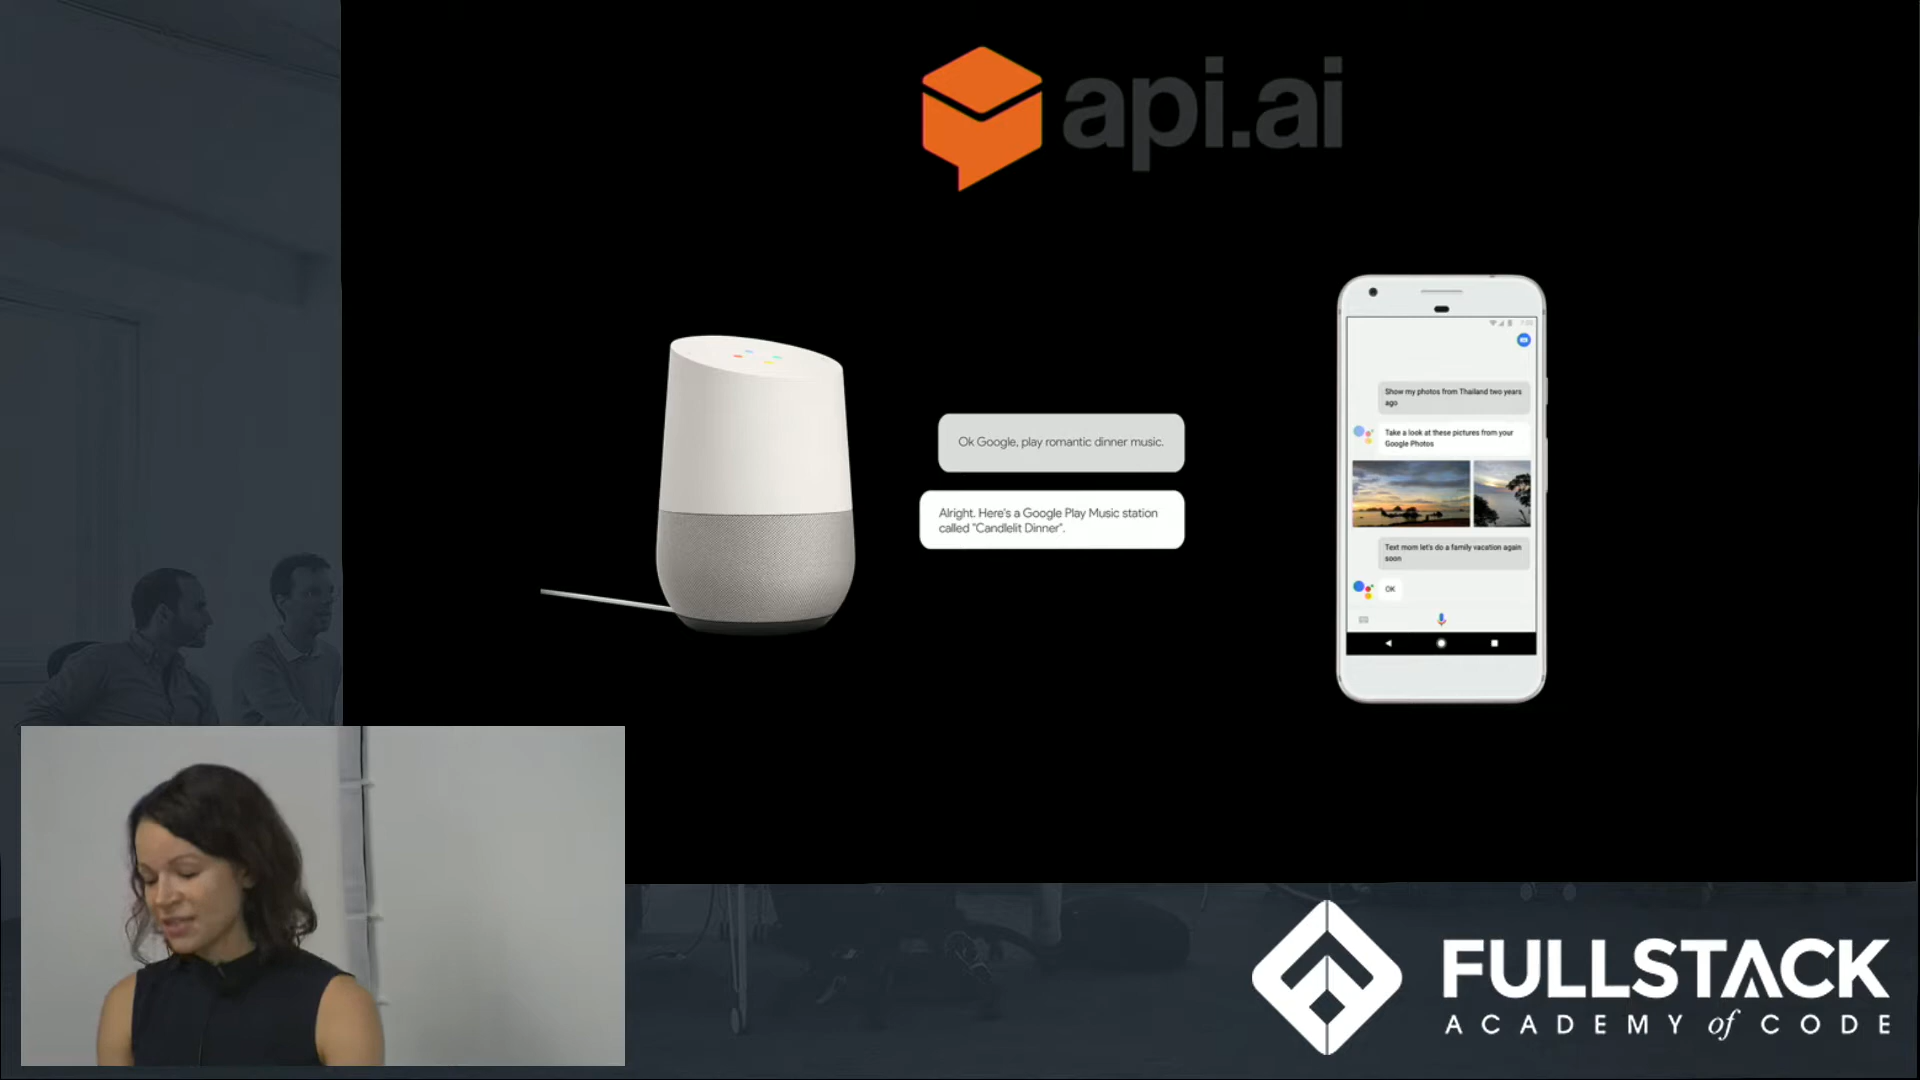 api.ai
Ok Google, play romantic dinner music.
Alright. Here's a Google Play Music station
called "Candlelit Dinner".
Show my photos from Thailand two years
ago
Take a look at these pictures from your
Google Photos
Text mom let's do a family vacation again
soon
OK
FULLSTACK
ACADEMY of CODE